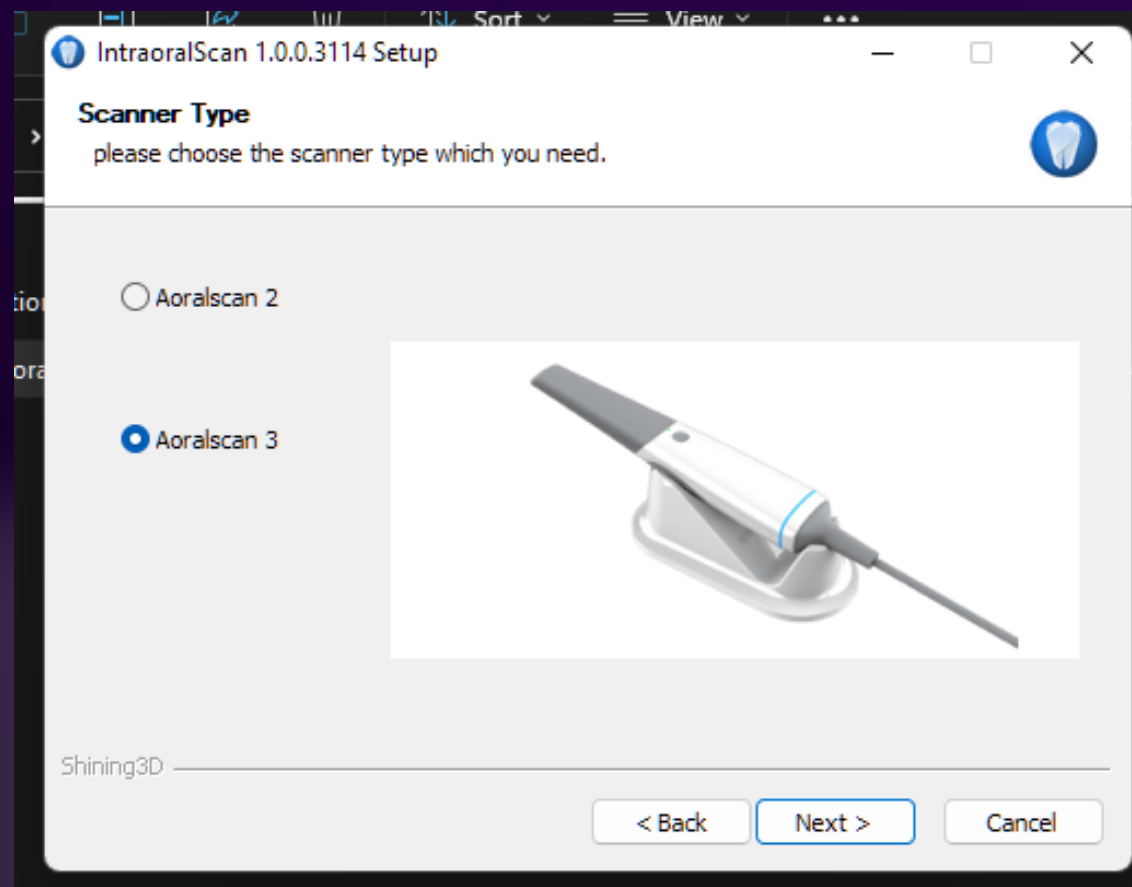 Sort
View
IntraoralScan 1.0.0.3114 Setup
Scanner Type
please choose the scanner type which you need.
Aoralscan 2
Aoralscan 3
Shining3D
< Back
Next >
Cancel